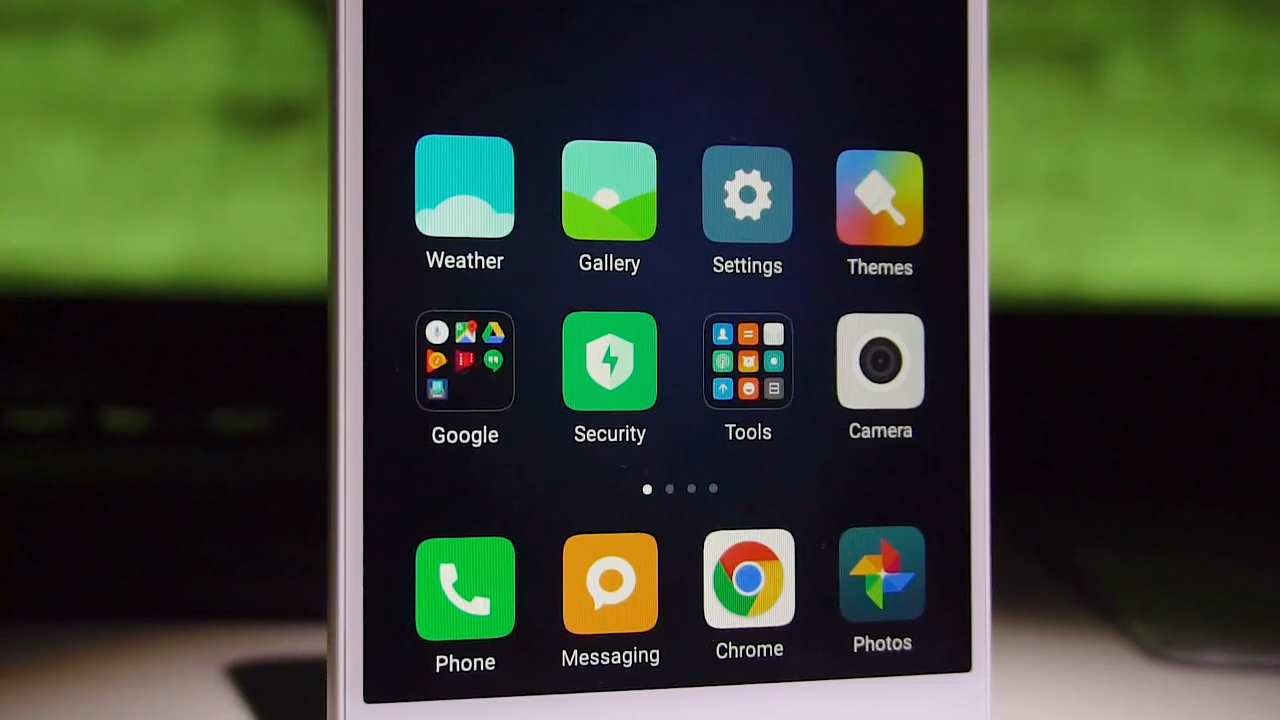 Weather
Gallery
Settings
Themes
Google
Security
Tools
Camera
Phone
Messaging
Chrome
Photos